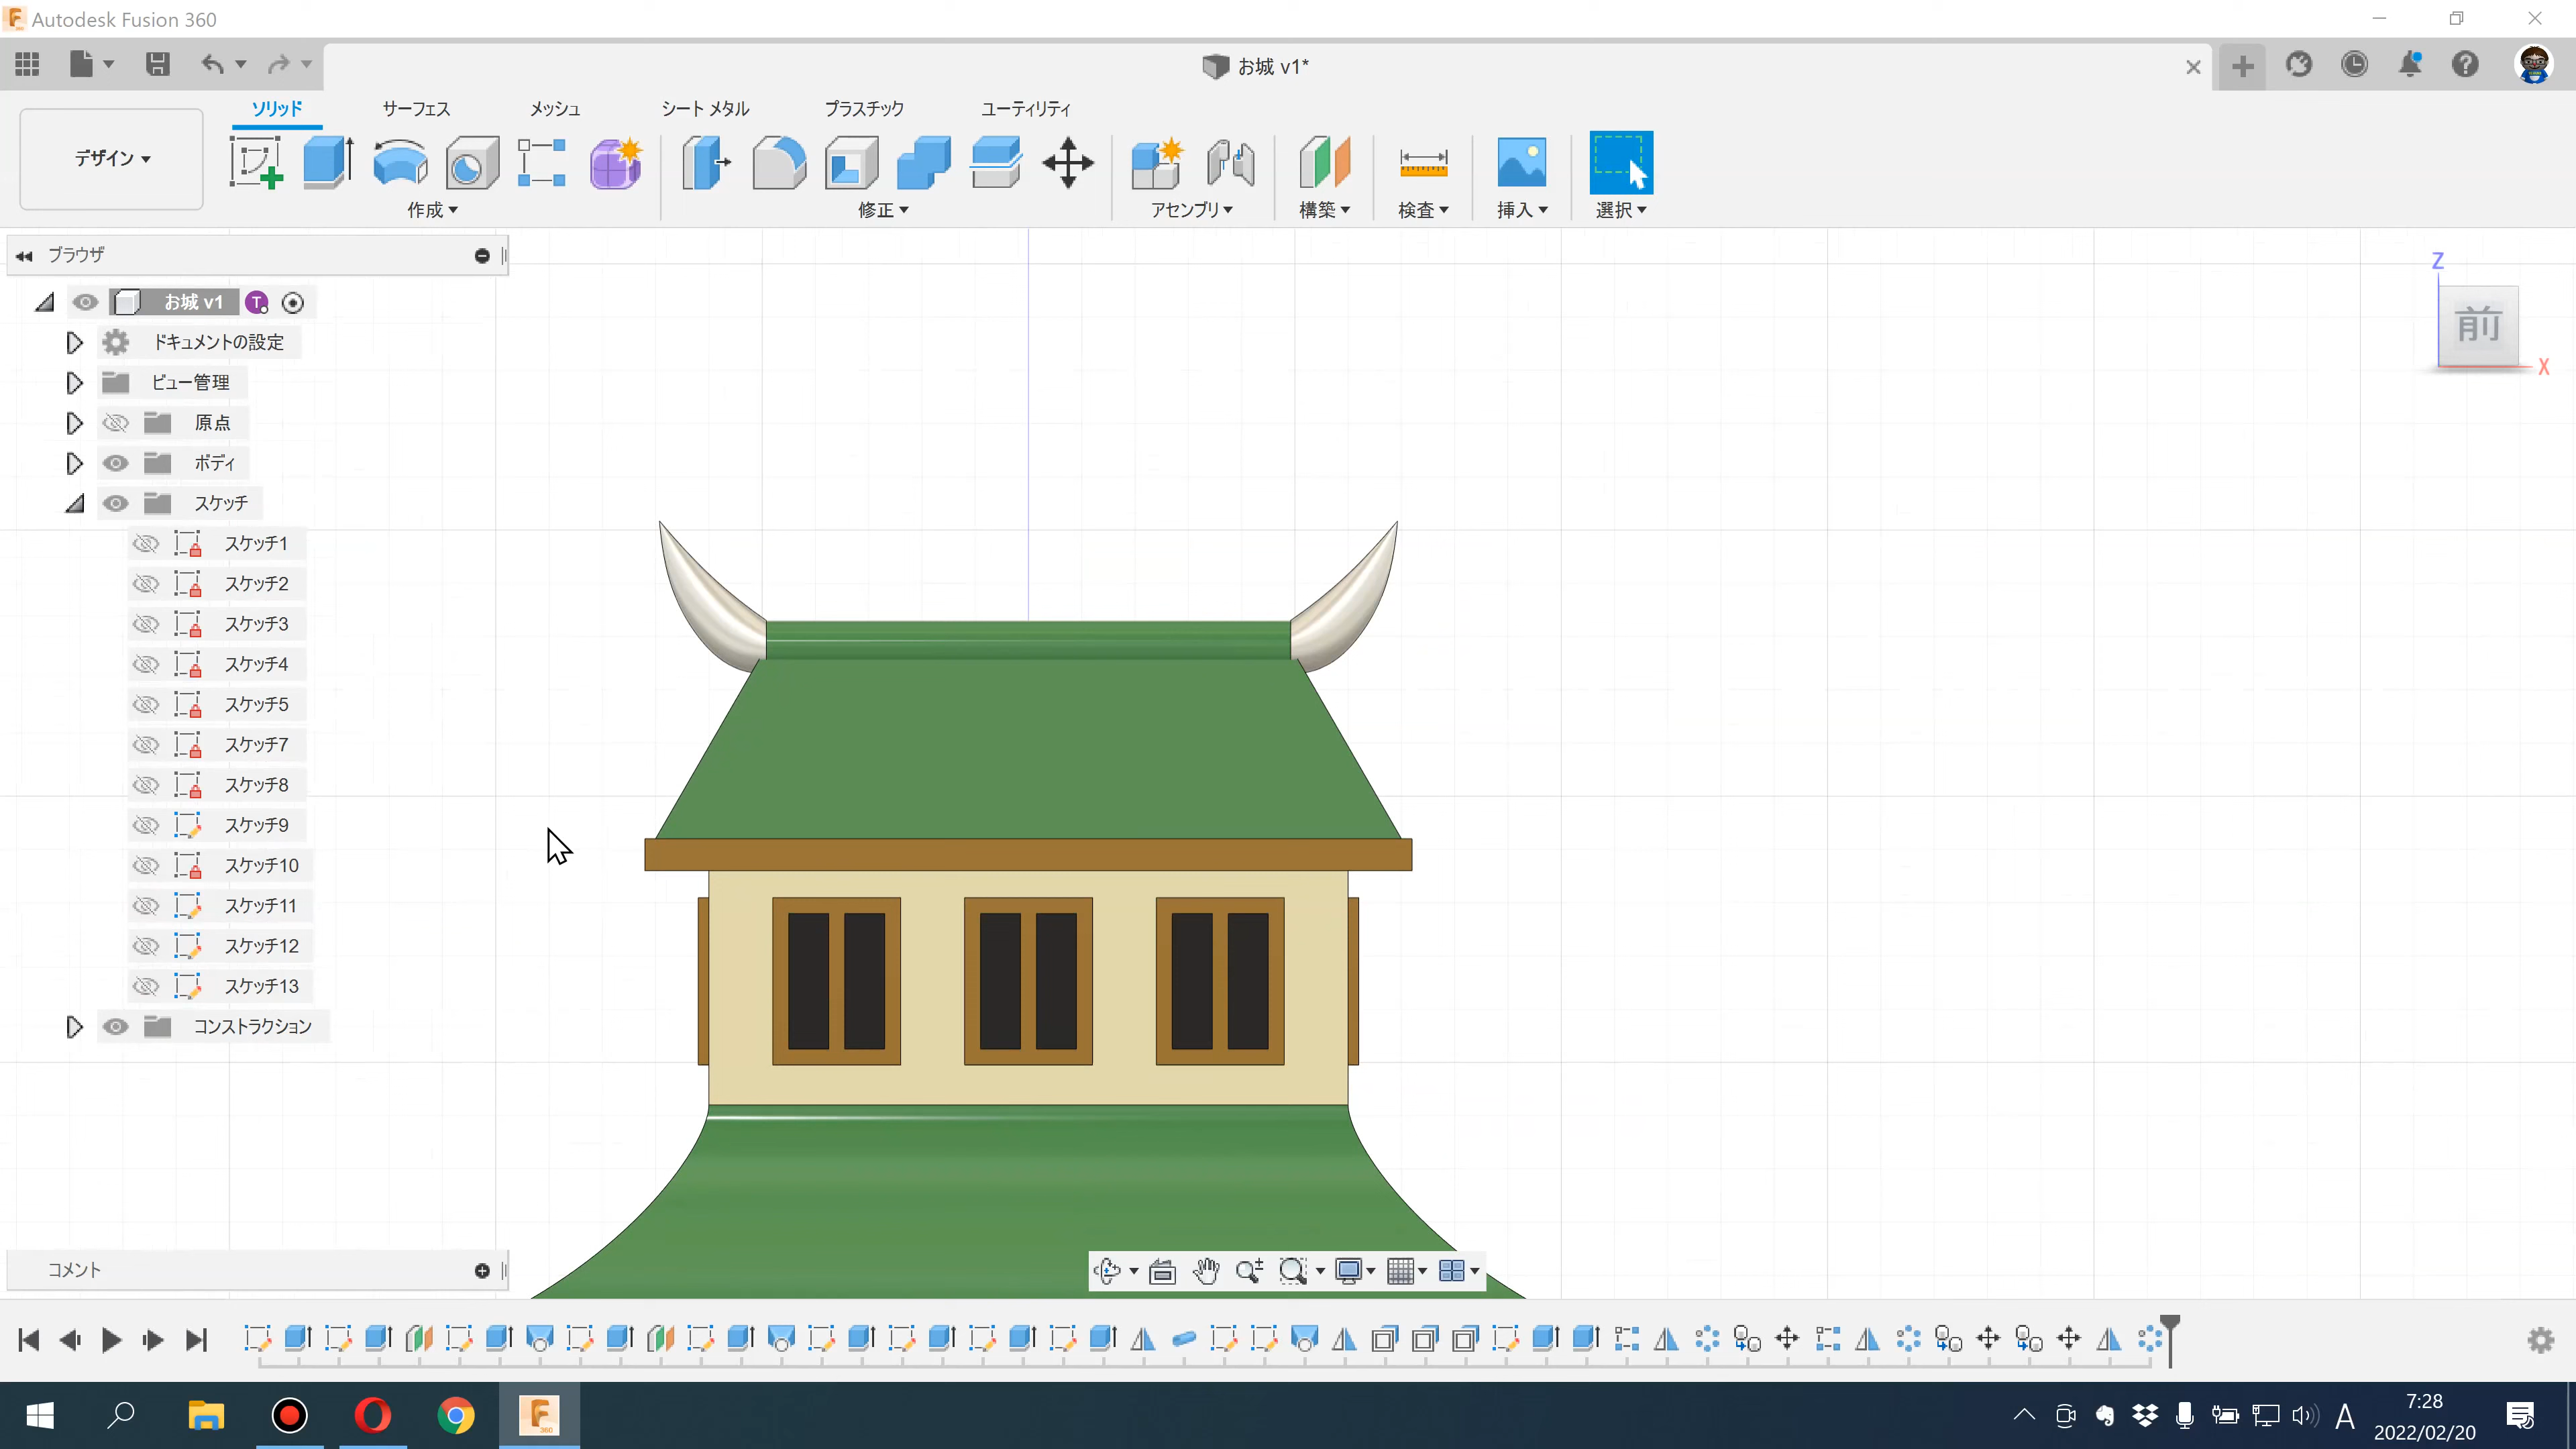 Autodesk Fusion 360
お城 v1*
デザイン
ソリッド
サーフェス
メッシュ
シート メタル
プラスチック
ユーティリティ
作成
修正
アセンブリ
構築
検査
挿入
選択
ブラウザ
お城 v1
T
ドキュメントの設定
ビュー管理
原点
ボディ
スケッチ
スケッチ1
スケッチ2
スケッチ3
スケッチ4
スケッチ5
スケッチ7
スケッチ8
スケッチ9
スケッチ10
スケッチ11
スケッチ12
スケッチ13
コンストラクション
Z
前
X
コメント
F
360
A
7:28
2022/02/20